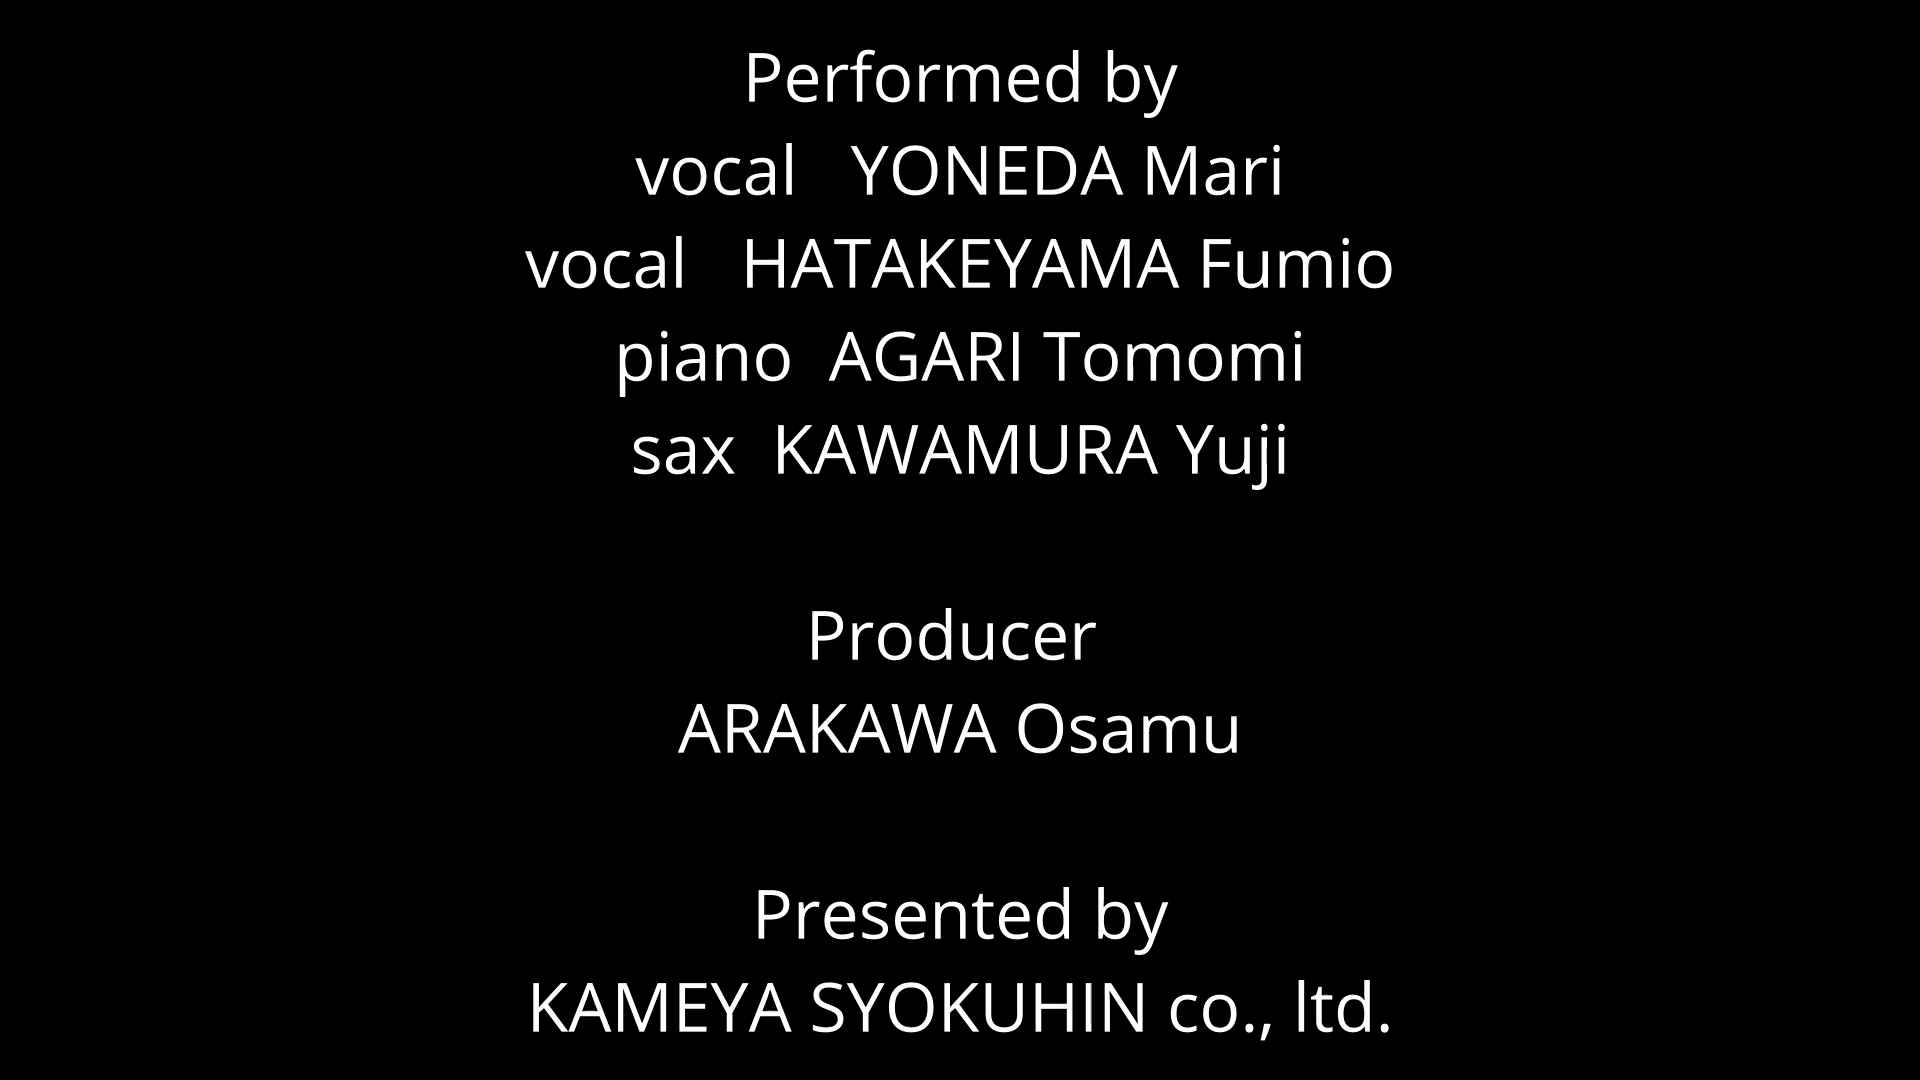 Performed by
vocal   YONEDA Mari
vocal   HATAKEYAMA Fumio
piano  AGARI Tomomi
sax  KAWAMURA Yuji
Producer
ARAKAWA Osamu
Presented by
KAMEYA SYOKUHIN co., ltd.